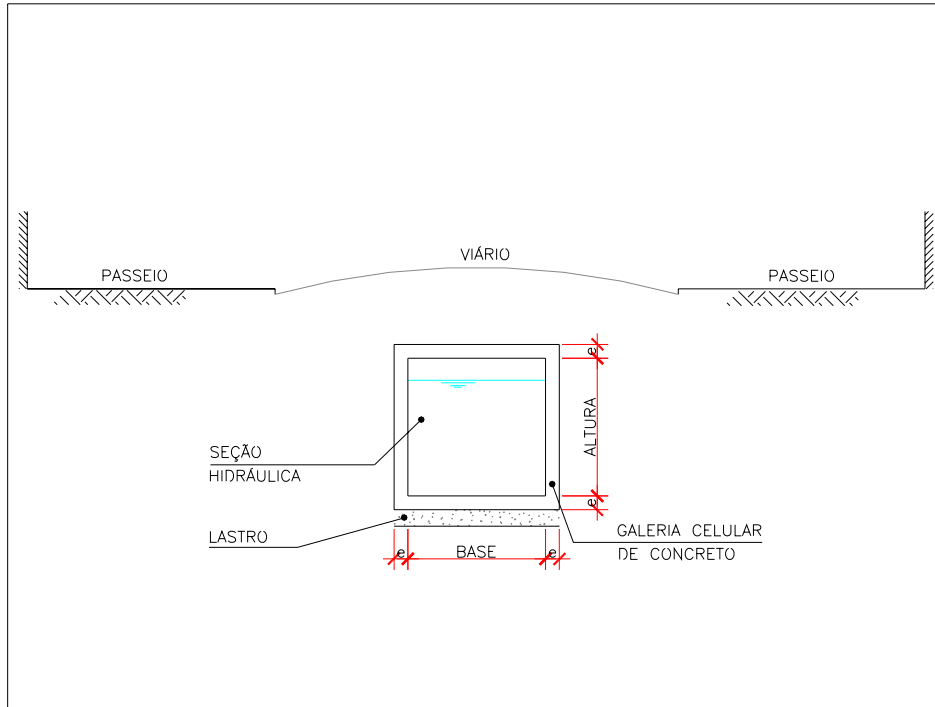 VIÁRIO
PASSEIO
PASSEIO
e
ALTURA
e
SEÇÃO
HIDRÁULICA
LASTRO
e
BASE
e
GALERIA CELULAR
DE CONCRETO